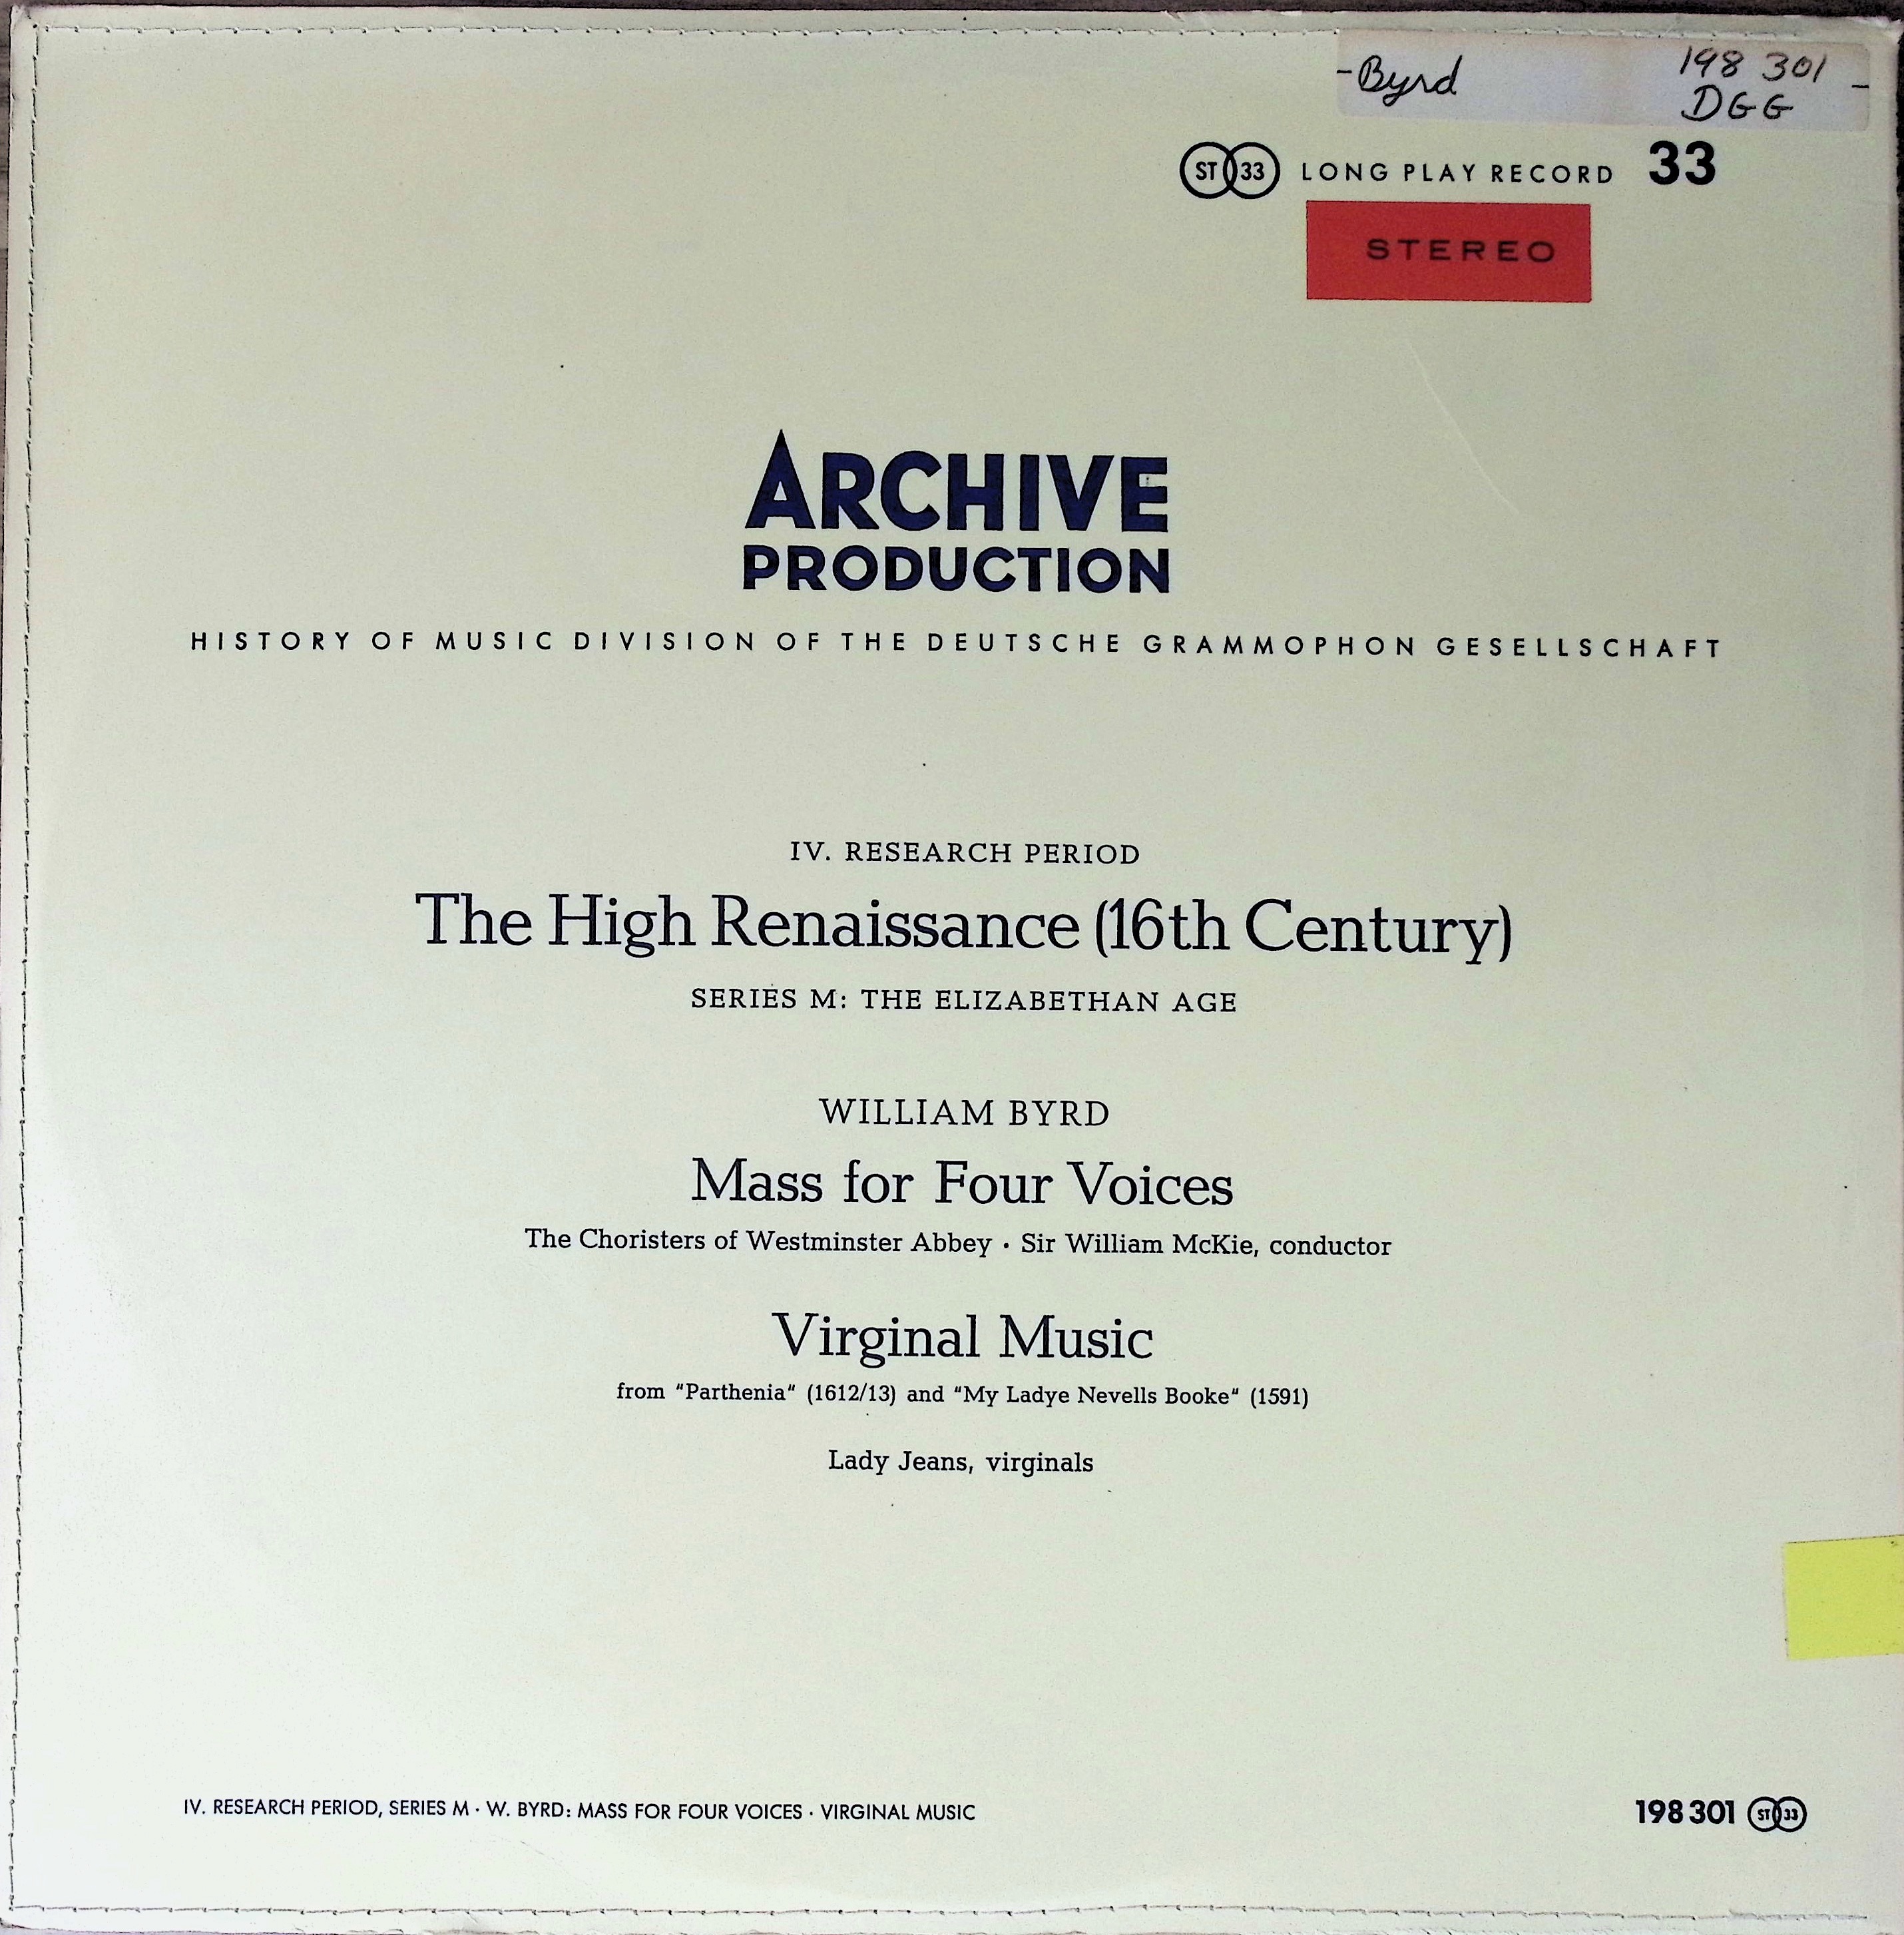 -Byrd 198 301 -
DGG
ST 33 LONG PLAY RECORD 33
STEREO
ARCHIVE
PRODUCTION
HISTORY OF MUSIC DIVISION OF THE DEUTSCHE GRAMMOPHON GESELLSCHAFT
IV. RESEARCH PERIOD
The High Renaissance (16th Century)
SERIES M: THE ELIZABETHAN AGE
WILLIAM BYRD
Mass for Four Voices
The Choristers of Westminster Abbey · Sir William McKie, conductor
Virginal Music
from "Parthenia" (1612/13) and "My Ladye Nevells Booke" (1591)
Lady Jeans, virginals
IV. RESEARCH PERIOD, SERIES M · W. BYRD: MASS FOR FOUR VOICES · VIRGINAL MUSIC
198 301 ST 33